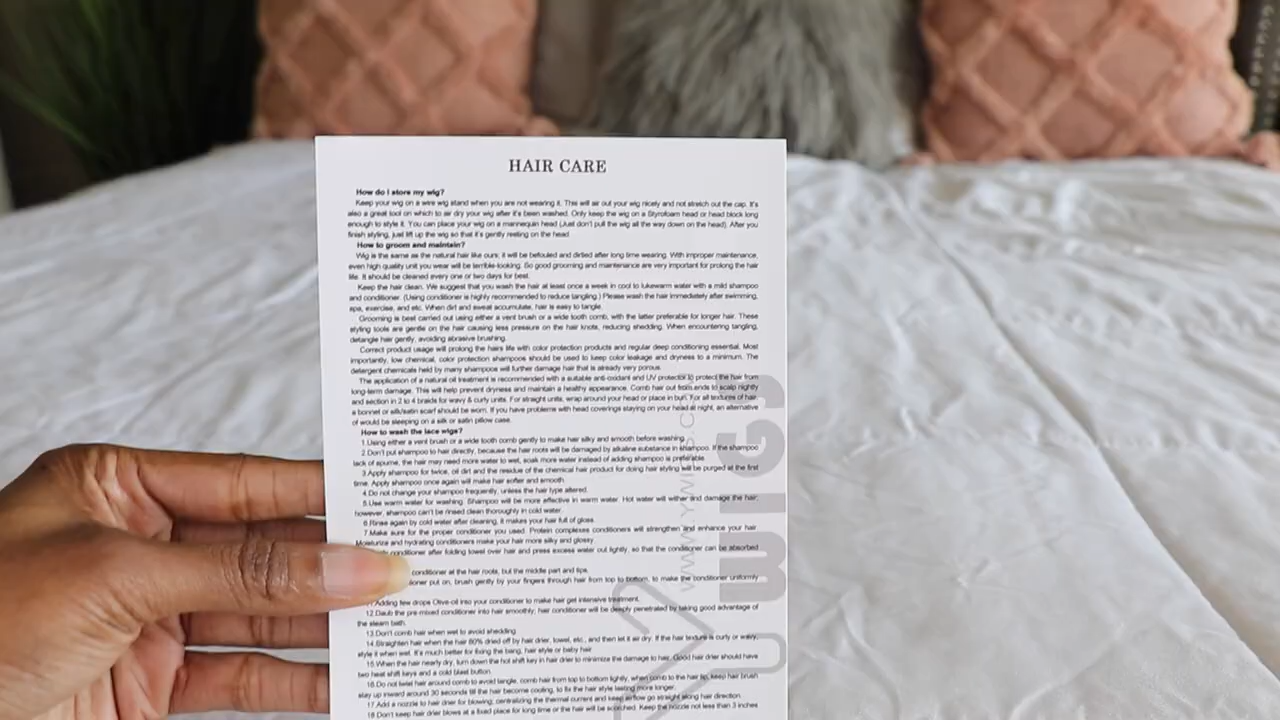 HAIR CARE
How do I store my wig?
Keep your wig on a wire wig stand when you are not wearing it. This will air out your wig nicely and not stretch out the cap. It's
also a great tool on which to air dry your wig after it's been washed. Only keep the wig on a Styrofoam head or head block long
enough to style it. You can place your wig on a mannequin head (Just don't pull the wig all the way down on the head). After you
finish styling, just lift up the wig so that it's gently resting on the head.
How to groom and maintain?
Wig is the same as the natural hair like ours; it will be befouled and dirtied after long time wearing. With improper maintenance,
even high quality unit you wear will be terrible-looking. So good grooming and maintenance are very important for prolong the hair
life. It should be cleaned every one or two days for best.
Keep the hair clean. We suggest that you wash the hair at least once a week in cool to lukewarm water with a mild shampoo
and conditioner. (Using conditioner is highly recommended to reduce tangling.) Please wash the hair immediately after swimming,
spa, exercise, and etc. When dirt and sweat accumulate, hair is easy to tangle.
Grooming is best carried out using either a vent brush or a wide tooth comb, with the latter preferable for longer hair. These
styling tools are gentle on the hair causing less pressure on the hair knots, reducing shedding. When encountering tangling,
detangle hair gently, avoiding abrasive brushing.
Correct product usage will prolong the hairs life with color protection products and regular deep conditioning essential. Most
importantly, low chemical, color protection shampoos should be used to keep color leakage and dryness to a minimum. The
detergent chemicals held by many shampoos will further damage hair that is already very porous.
The application of a natural oil treatment is recommended with a suitable anti-oxidant and UV protector to protect the hair from
long-term damage. This will help prevent dryness and maintain a healthy appearance. Comb hair out from ends to scalp nightly
and section in 2 to 4 braids for wavy & curly units. For straight units, wrap around your head or place in bun. For all textures of hair
a bonnet or silk/satin scarf should be worn. If you have problems with head coverings staying on your head at night, an alternative
of would be sleeping on a silk or satin pillow case.
How to wash the lace wigs?
1.Using either a vent brush or a wide tooth comb gently to make hair silky and smooth before washing.
2.Don't put shampoo to hair directly, because the hair roots will be damaged by alkaline substance in shampoo. If the shampoo
lack of spume, the hair may need more water to wet, soak more water instead of adding shampoo is preferable.
3.Apply shampoo for twice, oil dirt and the residue of the chemical hair product for doing hair styling will be purged at the first
time. Apply shampoo once again will make hair softer and smooth.
4.Do not change your shampoo frequently, unless the hair type altered.
5.Use warm water for washing. Shampoo will be more effective in warm water. Hot water will wither and damage the hair;
however, shampoo can't be rinsed clean thoroughly in cold water.
6.Rinse again by cold water after cleaning, it makes your hair full of gloss.
7.Make sure for the proper conditioner you used. Protein complexes conditioners will strengthen and enhance your hair.
Moisturize and hydrating conditioners make your hair more silky and glossy.
conditioner after folding towel over hair and press excess water out lightly, so that the conditioner can be absorbed
conditioner at the hair roots, but the middle part and tips.
put on, brush gently by your fingers through hair from top to bottom, to make the conditioner uniformly
11.Adding few drops Olive-oil into your conditioner to make hair get intensive treatment.
12.Daub the pre-mixed conditioner into hair smoothly; hair conditioner will be deeply penetrated by taking good advantage of
the steam bath.
13.Don't comb hair when wet to avoid shedding.
14.Straighten hair when the hair 80% dried off by hair drier, towel, etc., and then let it air dry. If the hair texture is curly or wavy,
style it when wet. It's much better for fixing the bang, hair style or baby hair
15.When the hair nearly dry, turn down the hot shift key in hair drier to minimize the damage to hair. Good hair drier should have
two heat shift keys and a cold blast button.
16.Do not twirl hair around comb to avoid tangle, comb hair from top to bottom lightly, when comb to the hair tip, keep hair brush
stay up inward around 30 seconds till the hair become cooling, to fix the hair style lasting more longer.
17.Add a nozzle to hair drier for blowing; centralizing the thermal current and keep airflow go straight along hair direction.
18.Don't keep hair drier blows at a fixed place for long time or the hair will be scorched. Keep the nozzle not less than 3 inches